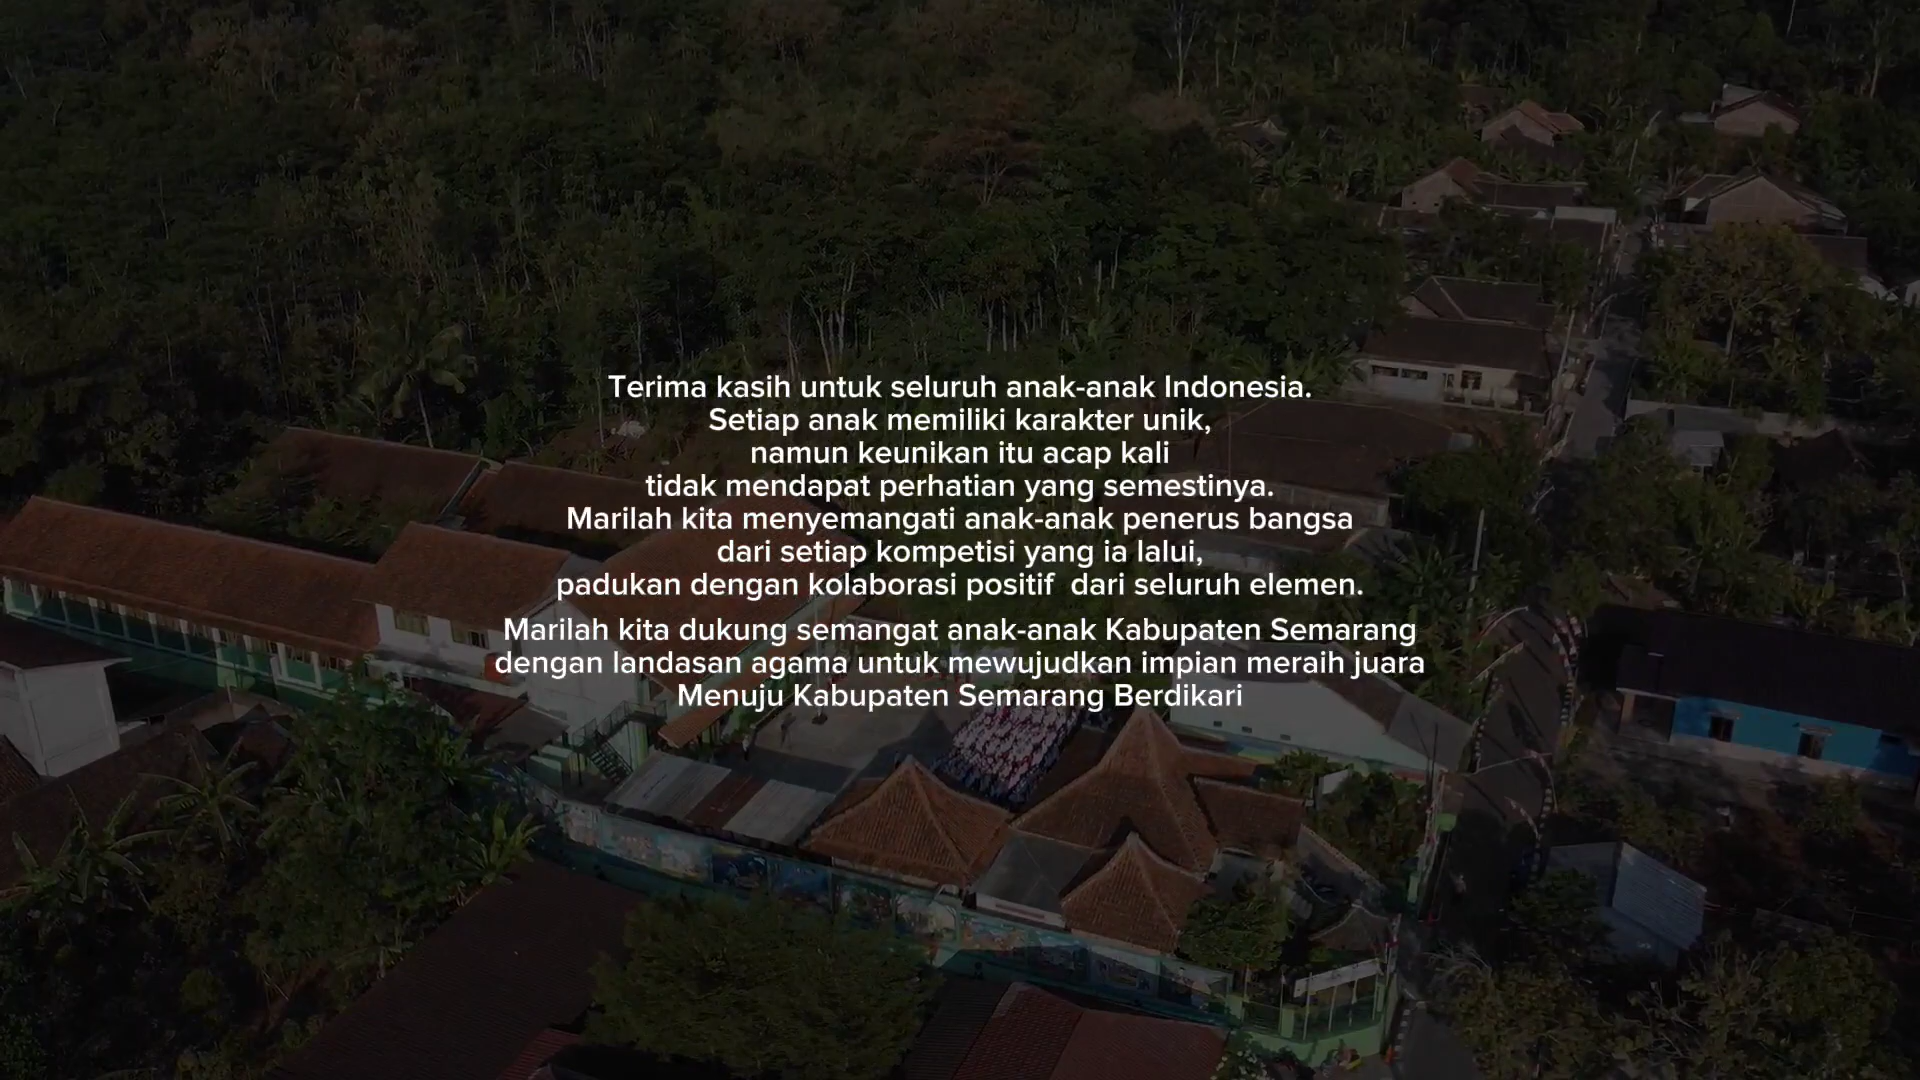 Terima kasih untuk seluruh anak-anak Indonesia.
Setiap anak memiliki karakter unik,
namun keunikan itu acap kali
tidak mendapat perhatian yang semestinya.
Marilah kita menyemangati anak-anak penerus bangsa
dari setiap kompetisi yang ia lalui,
padukan dengan kolaborasi positif  dari seluruh elemen.
Marilah kita dukung semangat anak-anak Kabupaten Semarang
dengan landasan agama untuk mewujudkan impian meraih juara
Menuju Kabupaten Semarang Berdikari